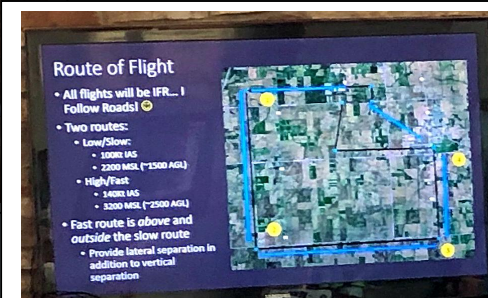 Route of Flight
• All flights will be IFR... I
Follow Roads! 😊
• Two routes:
• Low/Slow:
• 100Kt IAS
• 2200 MSL (~1500 AGL)
• High/Fast
• 140Kt IAS
• 3200 MSL (~2500 AGL)
• Fast route is above and
outside the slow route
• Provide lateral separation in
addition to vertical
separation